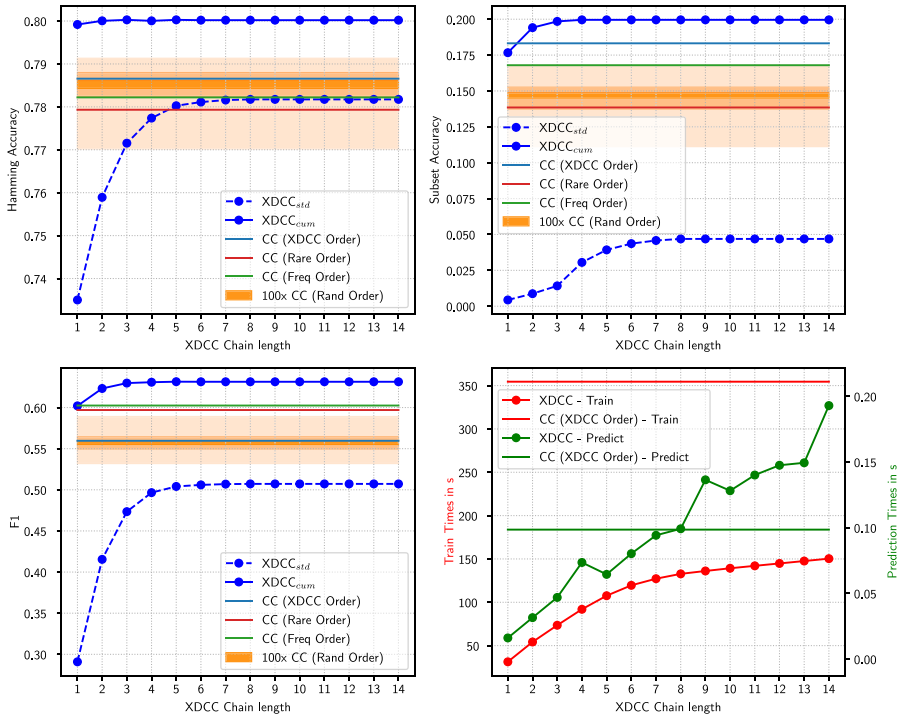 0.80
0.79
0.78
0.77
0.76
0.75
0.74
Hamming Accuracy
XDCC_std
XDCC_cum
CC (XDCC Order)
CC (Rare Order)
CC (Freq Order)
100x CC (Rand Order)
1 2 3 4 5 6 7 8 9 10 11 12 13 14
XDCC Chain length
0.200
0.175
0.150
0.125
0.100
0.075
0.050
0.025
0.000
Subset Accuracy
XDCC_std
XDCC_cum
CC (XDCC Order)
CC (Rare Order)
CC (Freq Order)
100x CC (Rand Order)
1 2 3 4 5 6 7 8 9 10 11 12 13 14
XDCC Chain length
0.60
0.55
0.50
0.45
0.40
0.35
0.30
F1
XDCC_std
XDCC_cum
CC (XDCC Order)
CC (Rare Order)
CC (Freq Order)
100x CC (Rand Order)
1 2 3 4 5 6 7 8 9 10 11 12 13 14
XDCC Chain length
350
300
250
200
150
100
50
Train Times in s
XDCC - Train
CC (XDCC Order) - Train
XDCC - Predict
CC (XDCC Order) - Predict
0.20
0.15
0.10
0.05
0.00
Prediction Times in s
1 2 3 4 5 6 7 8 9 10 11 12 13 14
XDCC Chain length